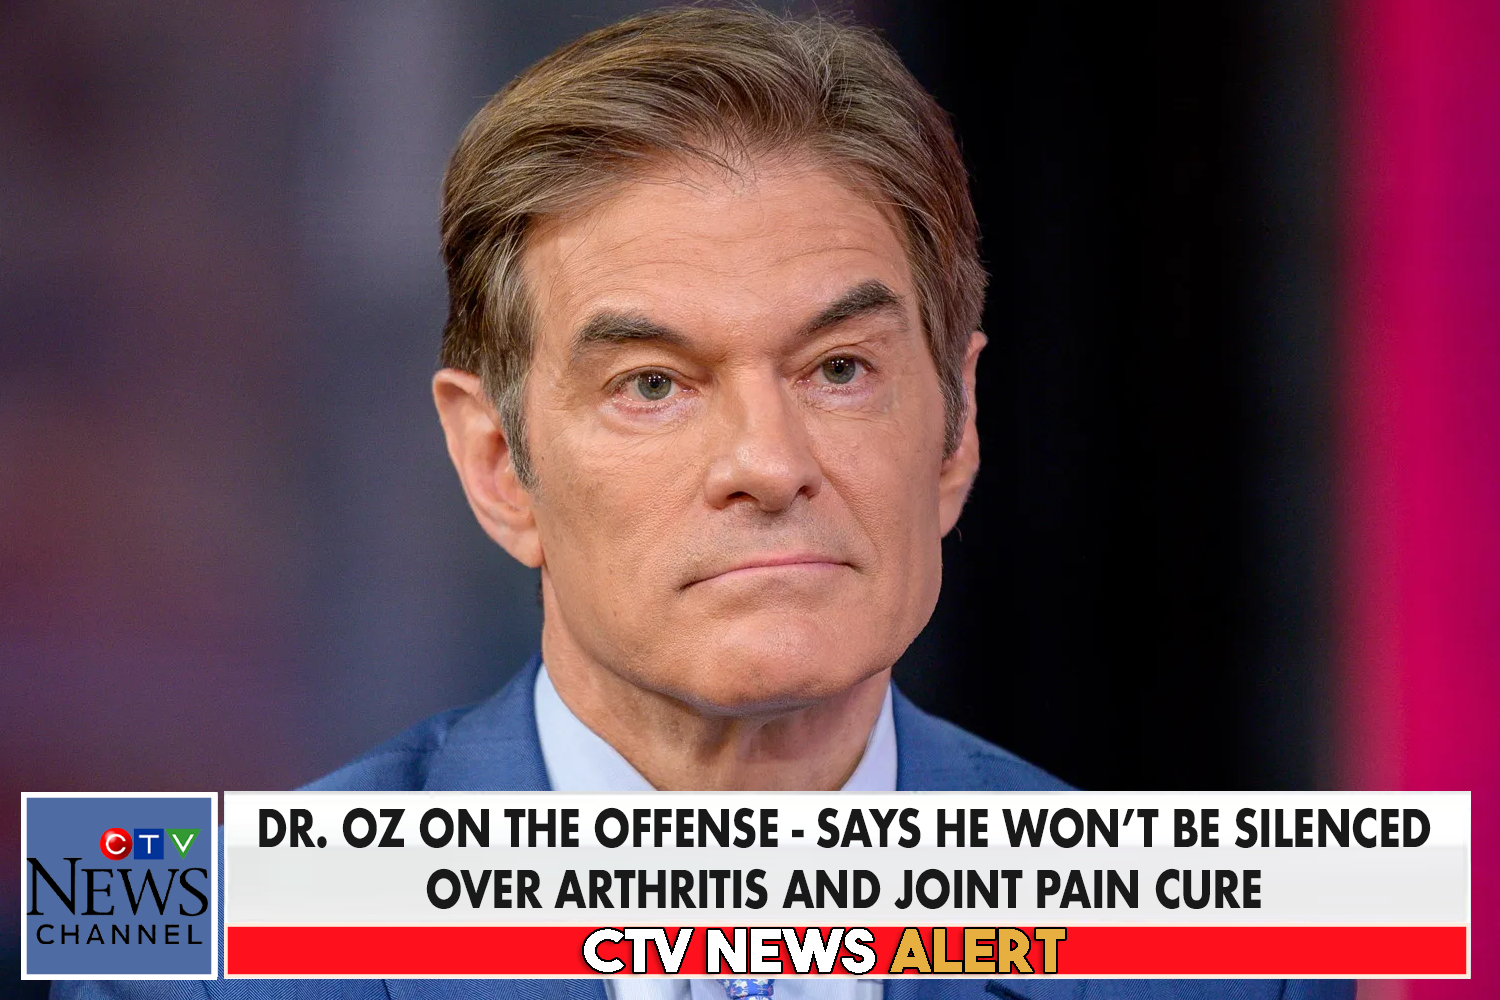 DR. OZ ON THE OFFENSE - SAYS HE WON'T BE SILENCED
OVER ARTHRITIS AND JOINT PAIN CURE
CTV
NEWS
CHANNEL
CTV NEWS ALERT